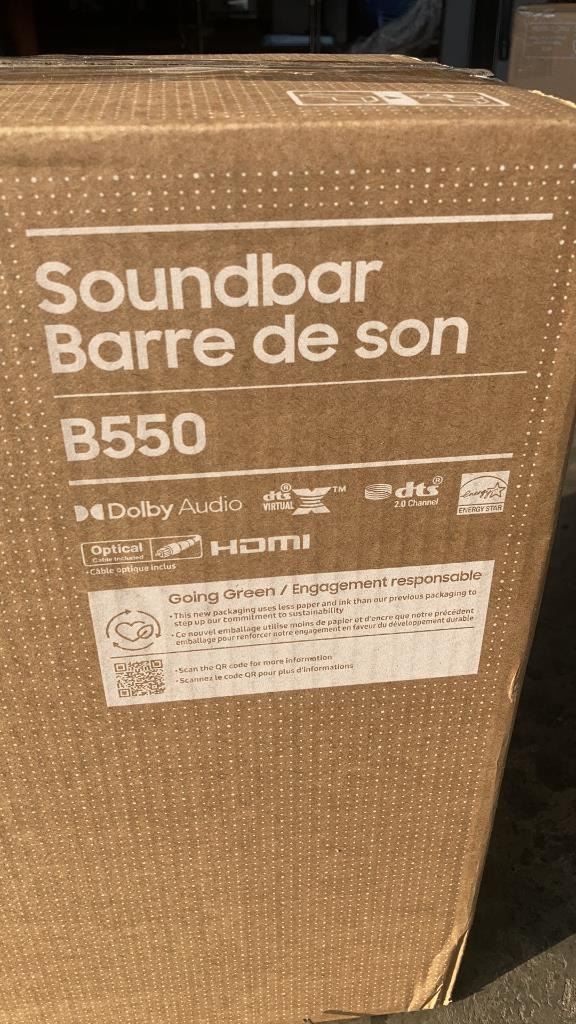 Soundbar
Barre de son
B550
Dolby Audio dts® VIRTUAL X™ dts® 2.0 Channel energy ENERGY STAR
Optical Cable Included HDMI
•Câble optique inclus
Going Green / Engagement responsable
•This new packaging uses less paper and ink than our previous packaging to
step up our commitment to sustainability
•Ce nouvel emballage utilise moins de papier et d'encre que notre précédent
emballage pour renforcer notre engagement en faveur du développement durable
•Scan the QR code for more information
•Scannez le code QR pour plus d'informations